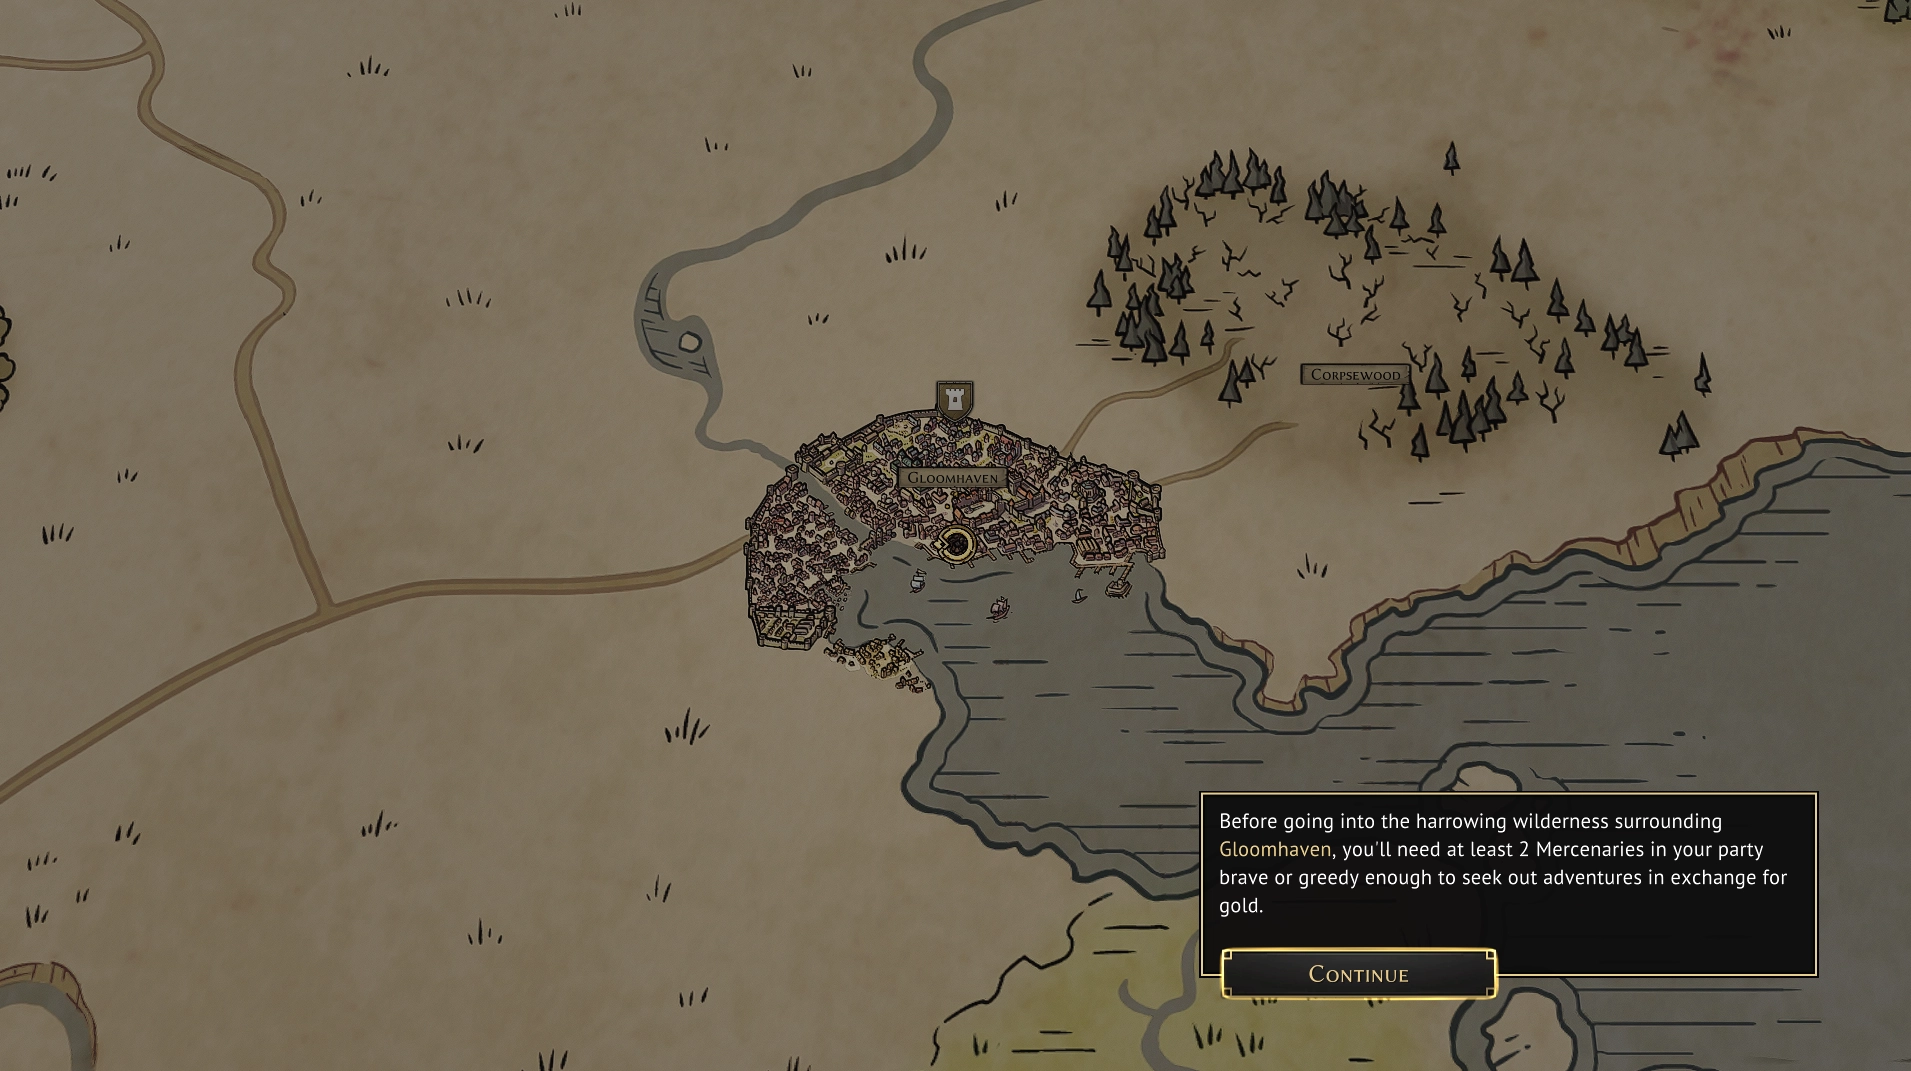 Corpsewood
Gloomhaven
Before going into the harrowing wilderness surrounding
Gloomhaven, you'll need at least 2 Mercenaries in your party
brave or greedy enough to seek out adventures in exchange for
gold.
Continue